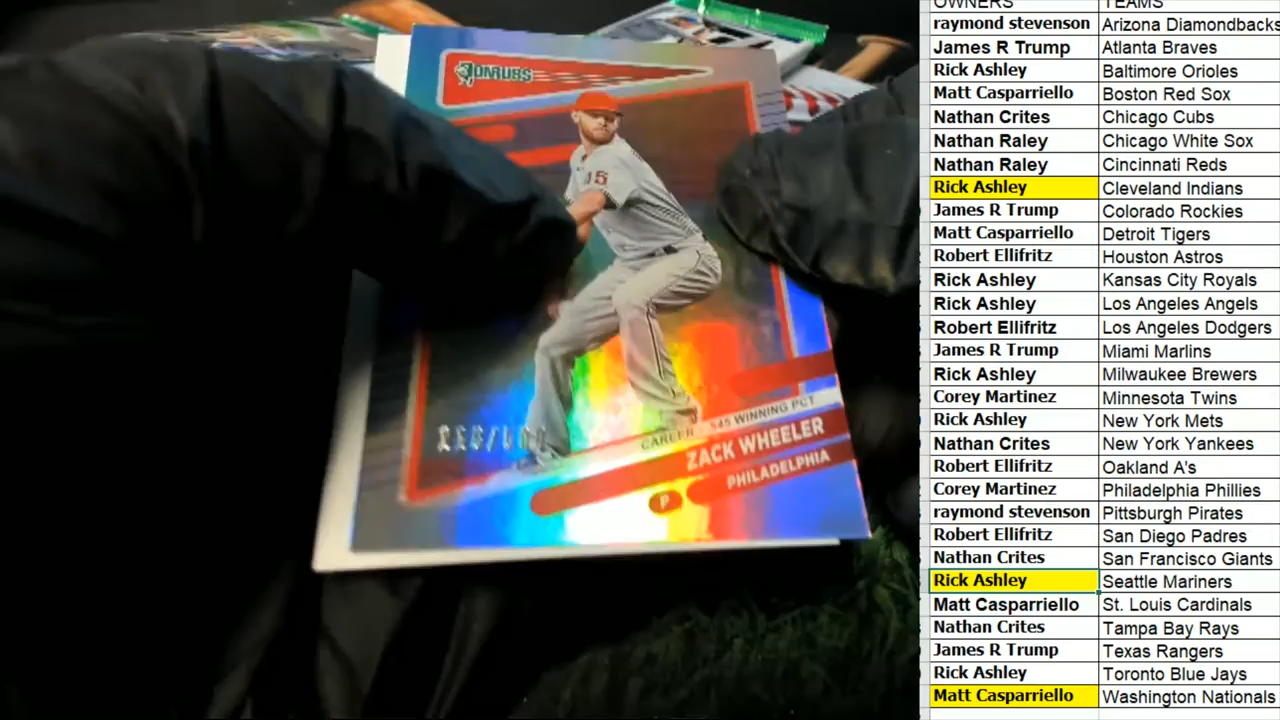 DONRUSS
15
CAREER .545 WINNING PCT
ZACK WHEELER
P PHILADELPHIA
OWNERS TEAMS
raymond stevenson Arizona Diamondbacks
James R Trump Atlanta Braves
Rick Ashley Baltimore Orioles
Matt Casparriello Boston Red Sox
Nathan Crites Chicago Cubs
Nathan Raley Chicago White Sox
Nathan Raley Cincinnati Reds
Rick Ashley Cleveland Indians
James R Trump Colorado Rockies
Matt Casparriello Detroit Tigers
Robert Ellifritz Houston Astros
Rick Ashley Kansas City Royals
Rick Ashley Los Angeles Angels
Robert Ellifritz Los Angeles Dodgers
James R Trump Miami Marlins
Rick Ashley Milwaukee Brewers
Corey Martinez Minnesota Twins
Rick Ashley New York Mets
Nathan Crites New York Yankees
Robert Ellifritz Oakland A's
Corey Martinez Philadelphia Phillies
raymond stevenson Pittsburgh Pirates
Robert Ellifritz San Diego Padres
Nathan Crites San Francisco Giants
Rick Ashley Seattle Mariners
Matt Casparriello St. Louis Cardinals
Nathan Crites Tampa Bay Rays
James R Trump Texas Rangers
Rick Ashley Toronto Blue Jays
Matt Casparriello Washington Nationals